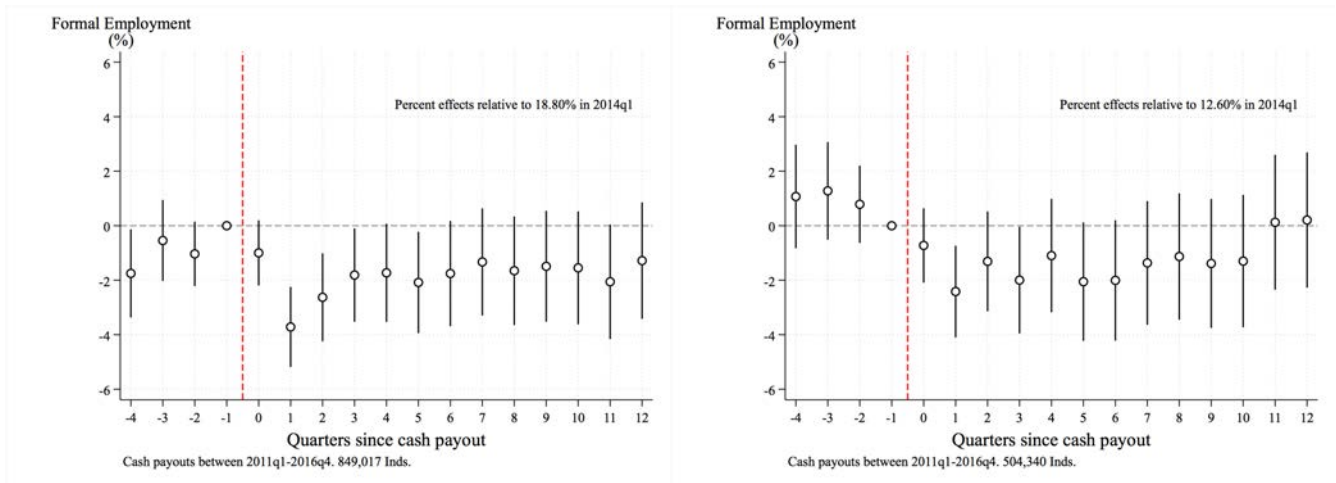 Formal Employment
(%)
6
4
2
0
-2
-4
-6
Percent effects relative to 18.80% in 2014q1
-4 -3 -2 -1 0 1 2 3 4 5 6 7 8 9 10 11 12
Quarters since cash payout
Cash payouts between 2011q1-2016q4. 849,017 Inds.
Formal Employment
(%)
6
4
2
0
-2
-4
-6
Percent effects relative to 12.60% in 2014q1
-4 -3 -2 -1 0 1 2 3 4 5 6 7 8 9 10 11 12
Quarters since cash payout
Cash payouts between 2011q1-2016q4. 504,340 Inds.